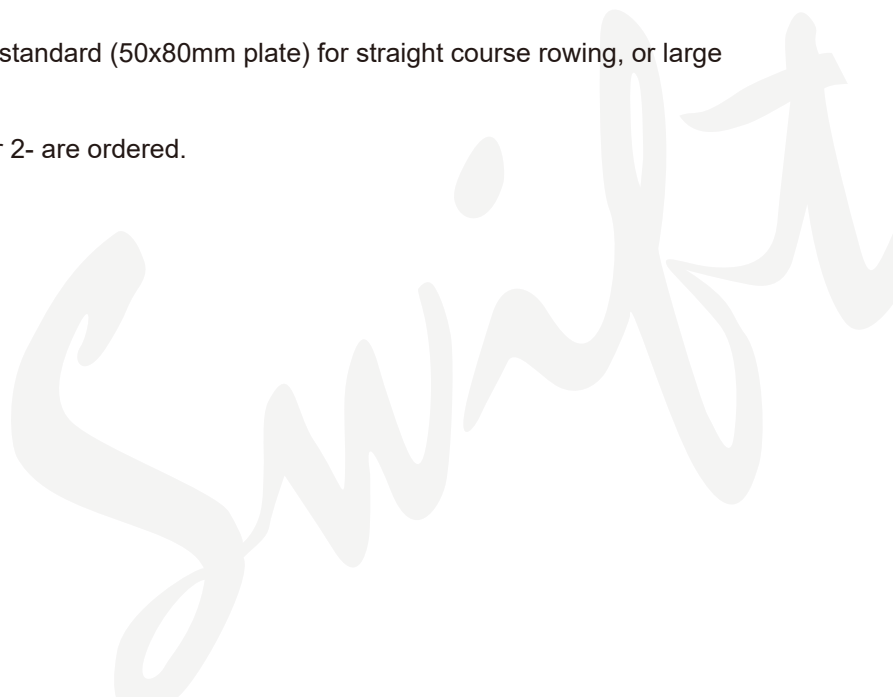 standard (50x80mm plate) for straight course rowing, or large
2- are ordered.
Swift